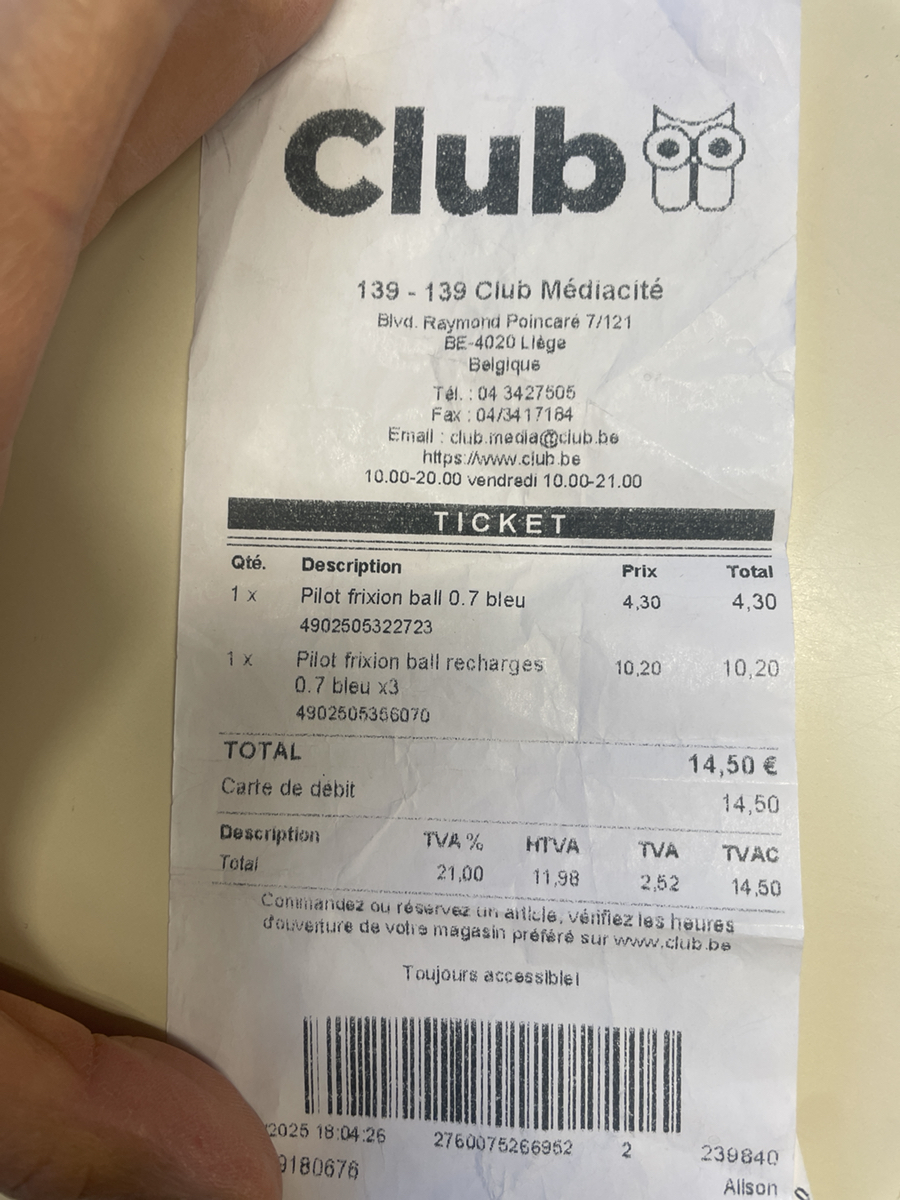 Club
139 - 139 Club Médiacité
Blvd. Raymond Poincaré 7/121
BE-4020 Liège
Belgique
Tél. : 04 3427505
Fax : 04/3417184
Email : club.media@club.be
https://www.club.be
10.00-20.00 vendredi 10.00-21.00
TICKET
Qté. Description Prix Total
1 x Pilot frixion ball 0.7 bleu 4,30 4,30
4902505322723
1 x Pilot frixion ball recharges 10,20 10,20
0.7 bleu x3
4902505356070
TOTAL 14,50 €
Carte de débit 14,50
Description TVA % HTVA TVA TVAC
Total 21,00 11,98 2,52 14,50
Commandez ou réservez un article, vérifiez les heures
d'ouverture de votre magasin préféré sur www.club.be
Toujours accessible!
2025 18:04:26 2760075266952 2 239840
9180676 Alison